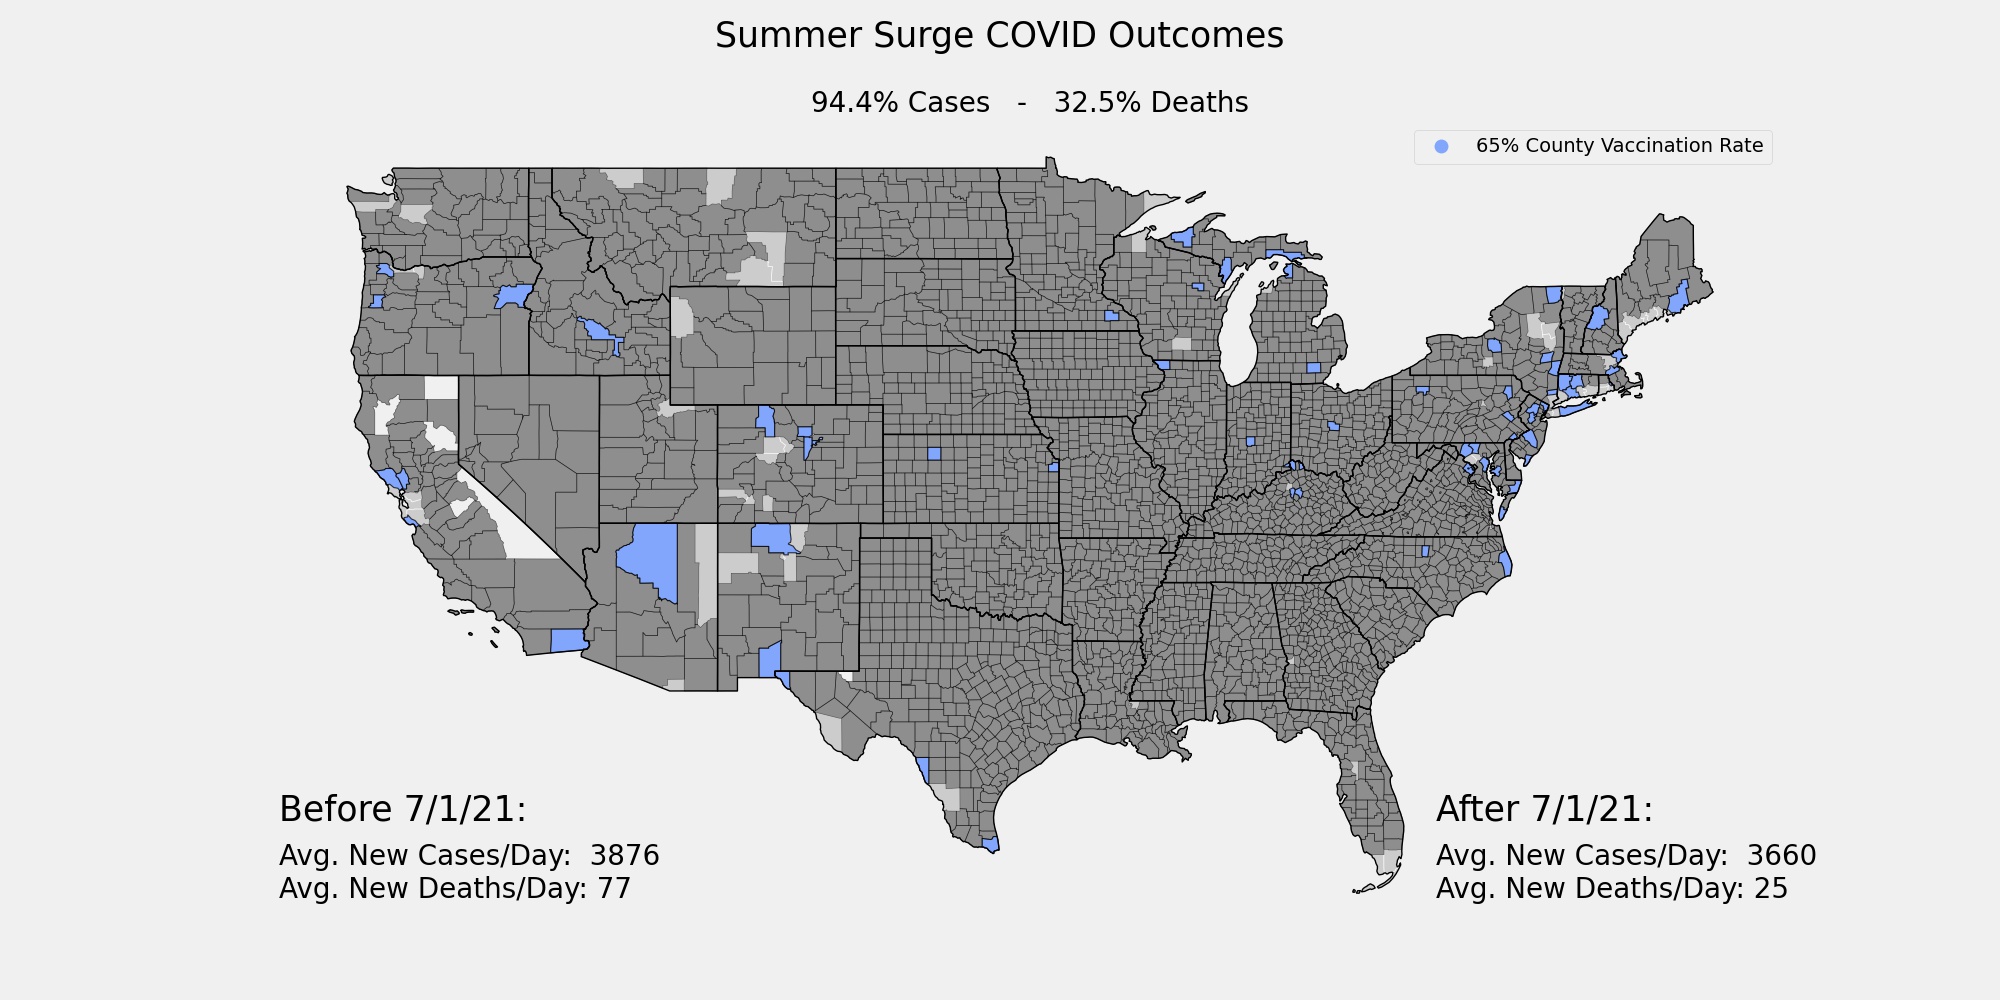 Summer Surge COVID Outcomes
94.4% Cases - 32.5% Deaths
65% County Vaccination Rate
Before 7/1/21:
Avg. New Cases/Day: 3876
Avg. New Deaths/Day: 77
After 7/1/21:
Avg. New Cases/Day: 3660
Avg. New Deaths/Day: 25